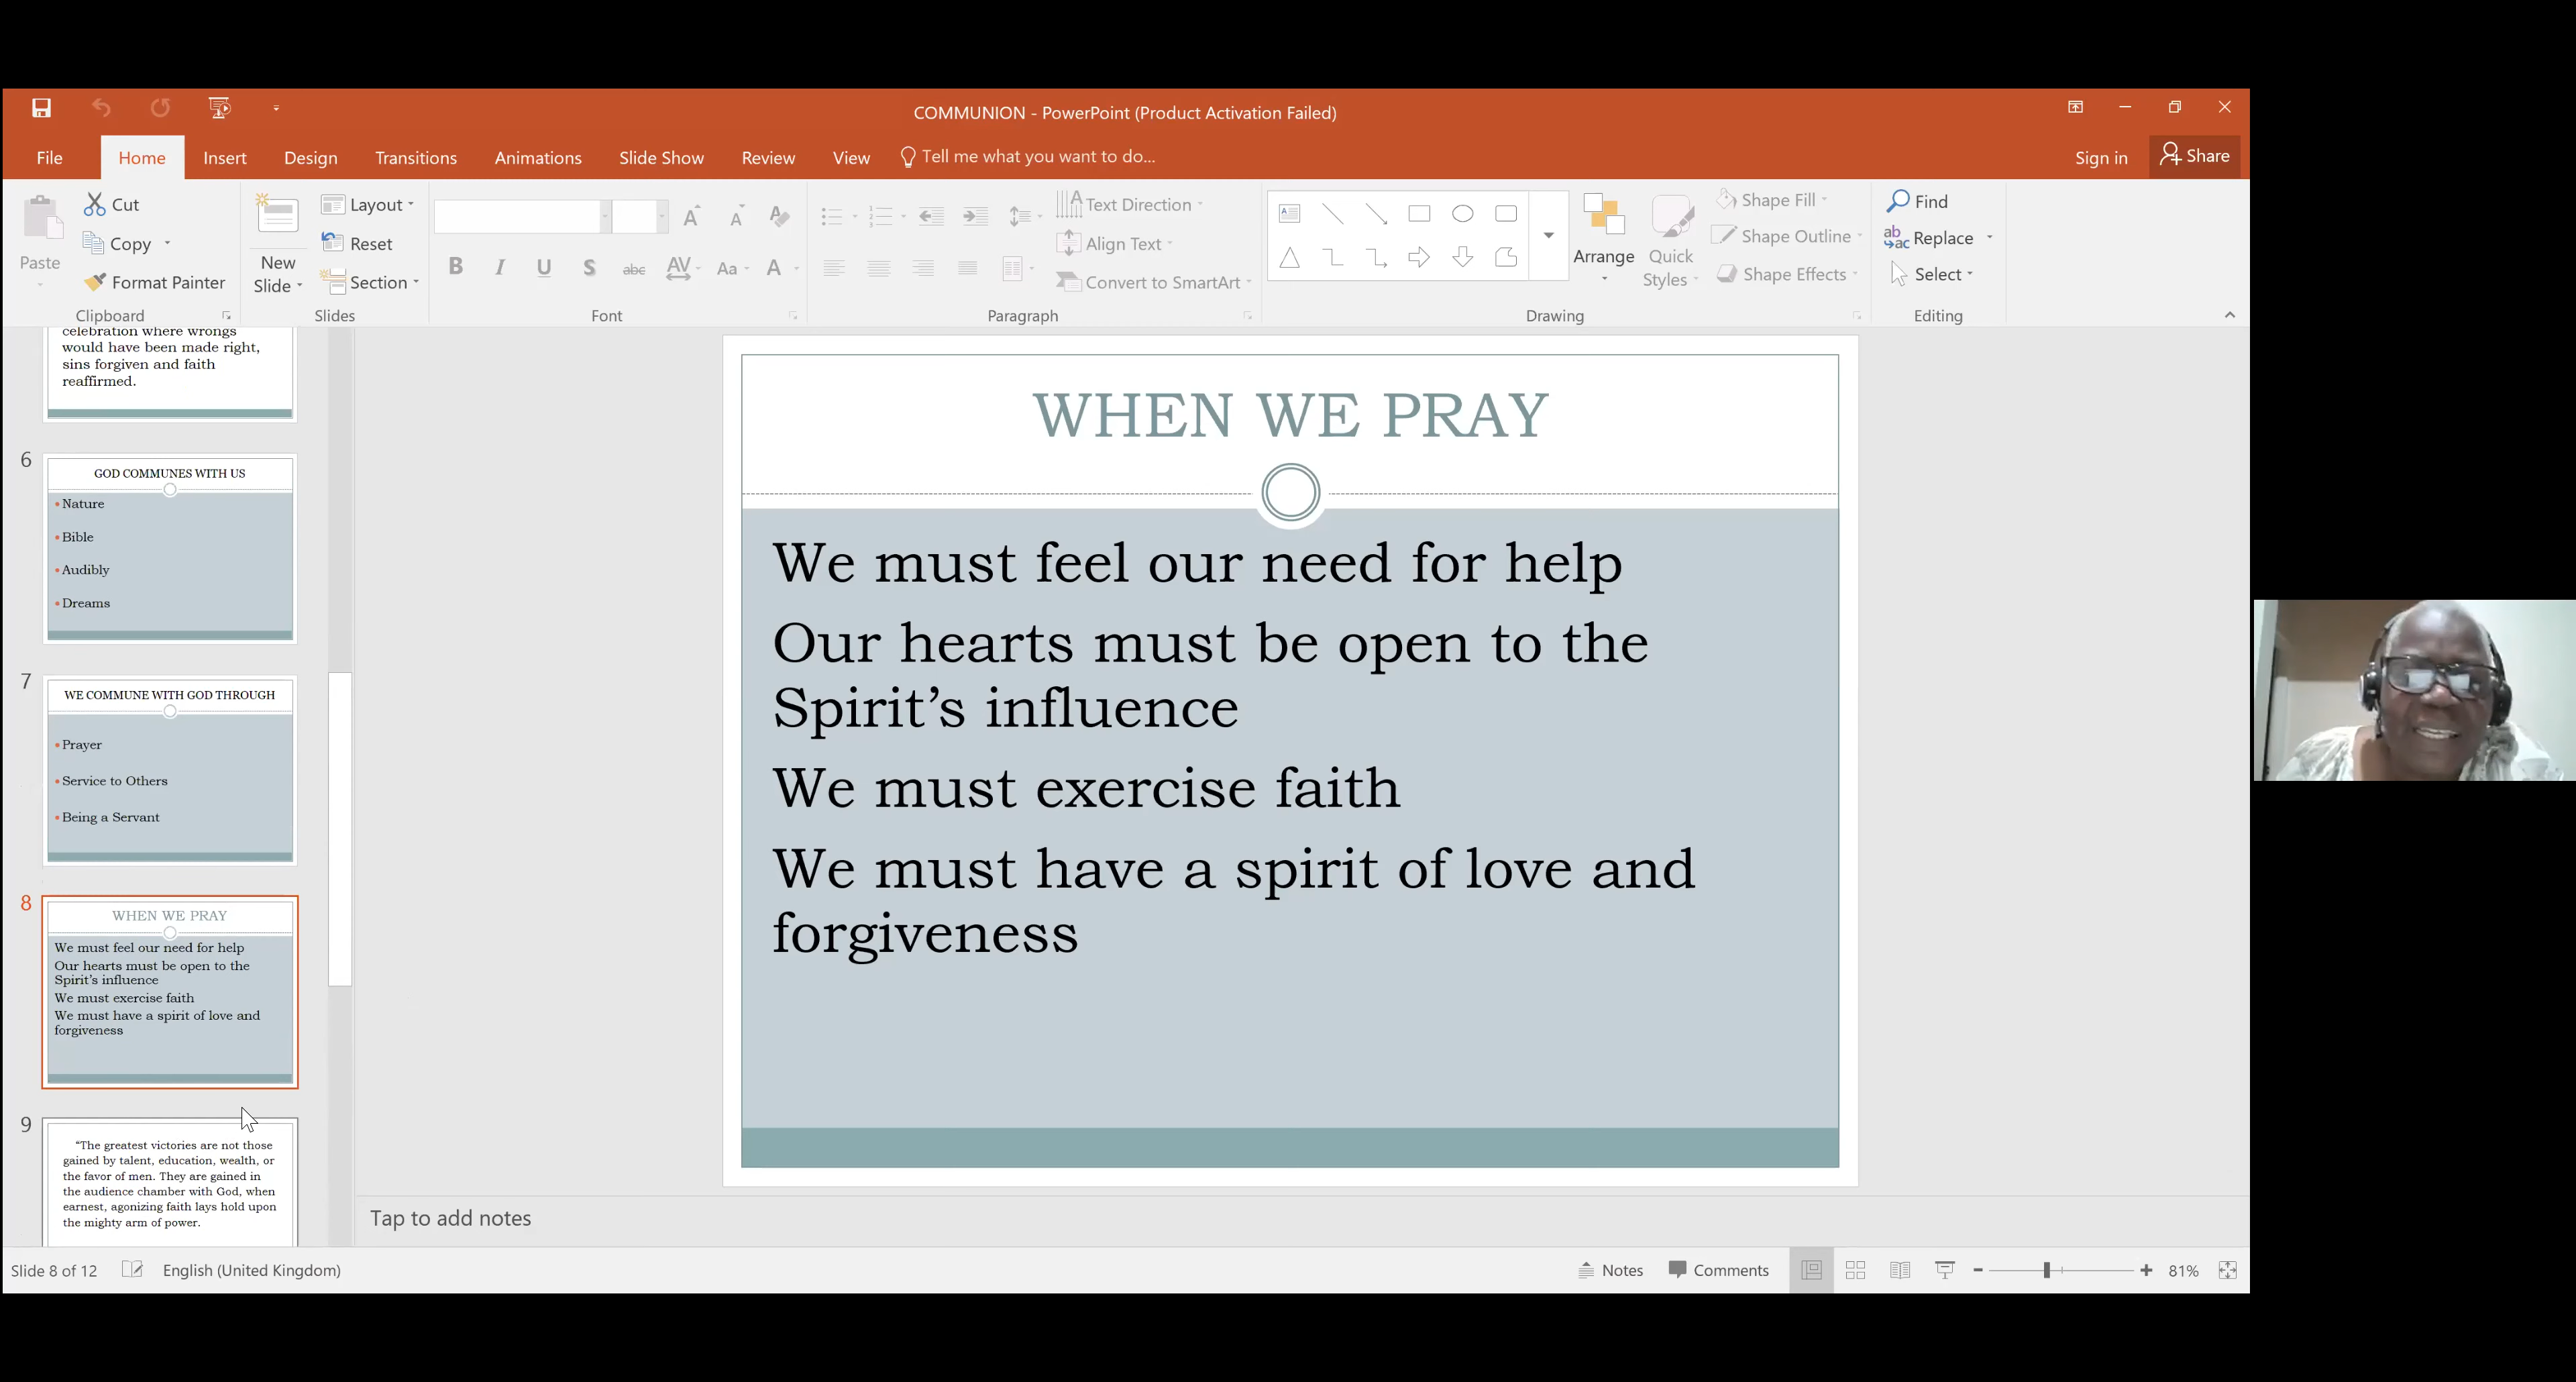 COMMUNION - PowerPoint (Product Activation Failed)
File
Home
Insert
Design
Transitions
Animations
Slide Show
Review
View
Tell me what you want to do...
Sign in
Share
Paste
Cut
Copy
Format Painter
Clipboard
New
Slide
Layout
Reset
Section
Slides
B I U S abc AV Aa A
Font
Text Direction
Align Text
Convert to SmartArt
Paragraph
Arrange
Quick
Styles
Shape Fill
Shape Outline
Shape Effects
Drawing
Find
Replace
Select
Editing
celebration where wrongs
would have been made right,
sins forgiven and faith
reaffirmed.
6
GOD COMMUNES WITH US
• Nature
• Bible
• Audibly
• Dreams
7
WE COMMUNE WITH GOD THROUGH
• Prayer
• Service to Others
• Being a Servant
8
WHEN WE PRAY
We must feel our need for help
Our hearts must be open to the
Spirit’s influence
We must exercise faith
We must have a spirit of love and
forgiveness
9
“The greatest victories are not those
gained by talent, education, wealth, or
the favor of men. They are gained in
the audience chamber with God, when
earnest, agonizing faith lays hold upon
the mighty arm of power.
WHEN WE PRAY
We must feel our need for help
Our hearts must be open to the
Spirit’s influence
We must exercise faith
We must have a spirit of love and
forgiveness
Tap to add notes
Slide 8 of 12
English (United Kingdom)
Notes
Comments
81%